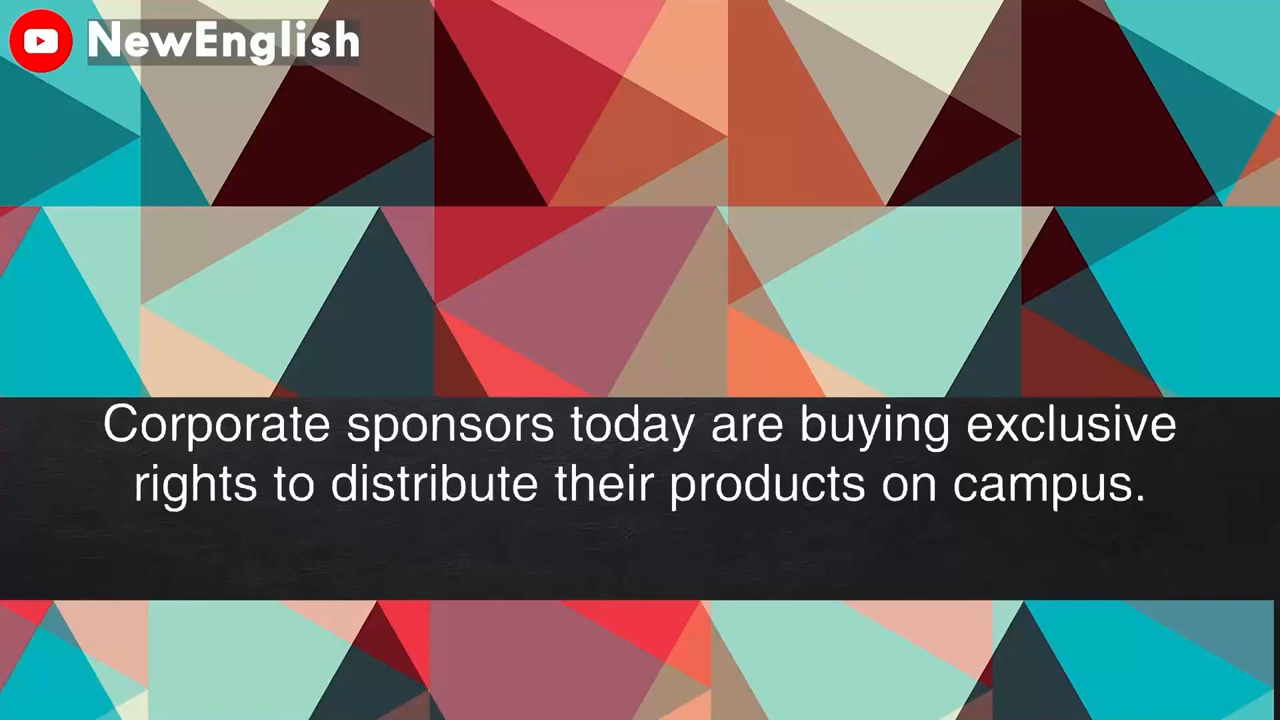 NewEnglish
Corporate sponsors today are buying exclusive
rights to distribute their products on campus.